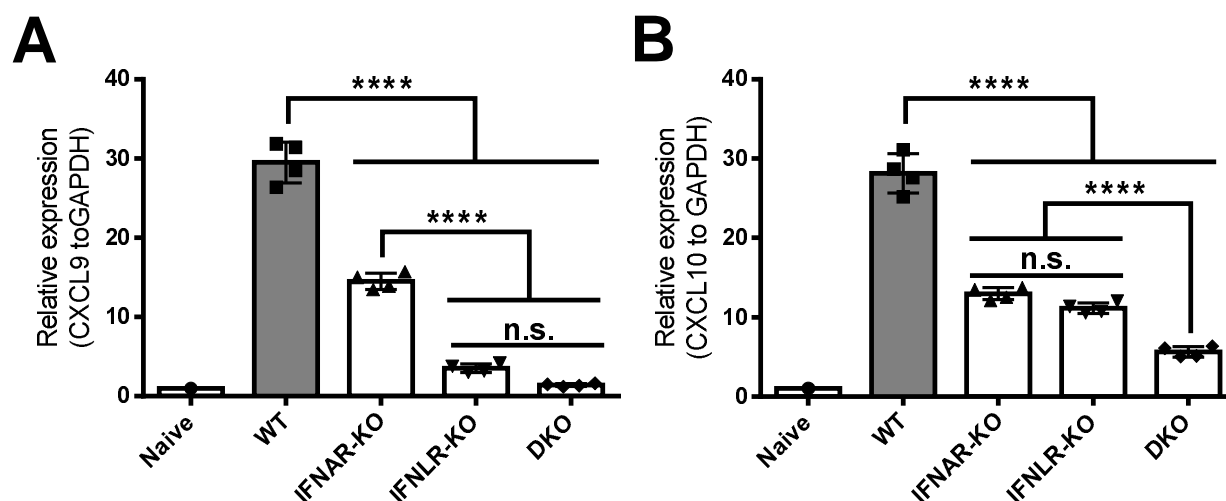 A
Relative expression
(CXCL9 toGAPDH)
40
30
20
10
0
****
****
n.s.
Naive
WT
IFNAR-KO
IFNLR-KO
DKO
B
Relative expression
(CXCL10 to GAPDH)
40
30
20
10
0
****
****
n.s.
Naive
WT
IFNAR-KO
IFNLR-KO
DKO